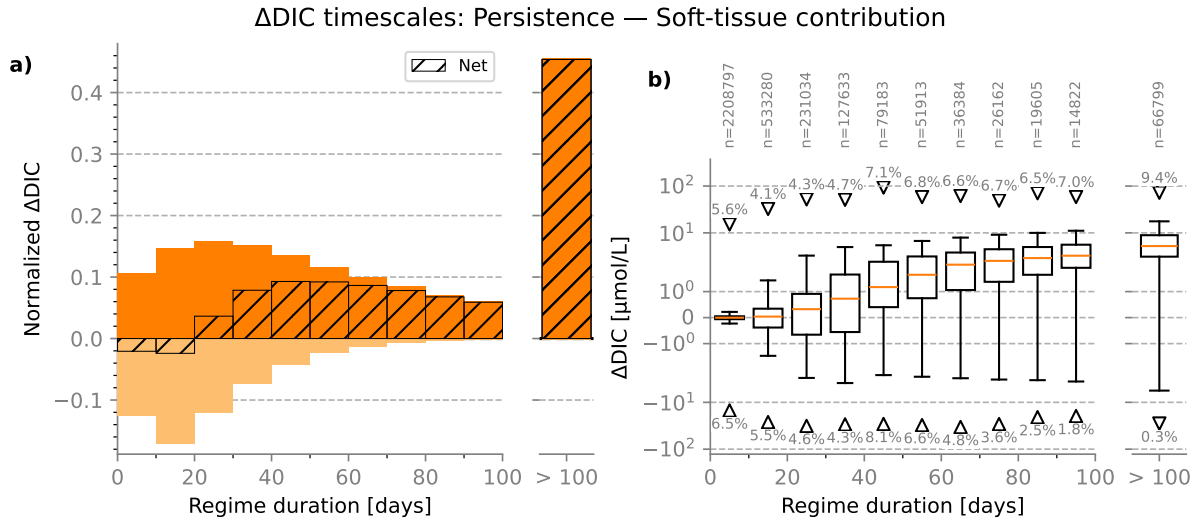 ΔDIC timescales: Persistence — Soft-tissue contribution
a)
Net
Normalized ΔDIC
0.4
0.3
0.2
0.1
0.0
−0.1
0 20 40 60 80 100 > 100
Regime duration [days]
b)
n=2208797
n=533280
n=231034
n=127633
n=79183
n=51913
n=36384
n=26162
n=19605
n=14822
n=66799
ΔDIC [μmol/L]
10²
10¹
10⁰
0
−10⁰
−10¹
−10²
5.6% 4.1% 4.3% 4.7% 7.1% 6.8% 6.6% 6.7% 6.5% 7.0% 9.4%
6.5% 5.5% 4.6% 4.3% 8.1% 6.6% 4.8% 3.6% 2.5% 1.8% 0.3%
0 20 40 60 80 100 > 100
Regime duration [days]